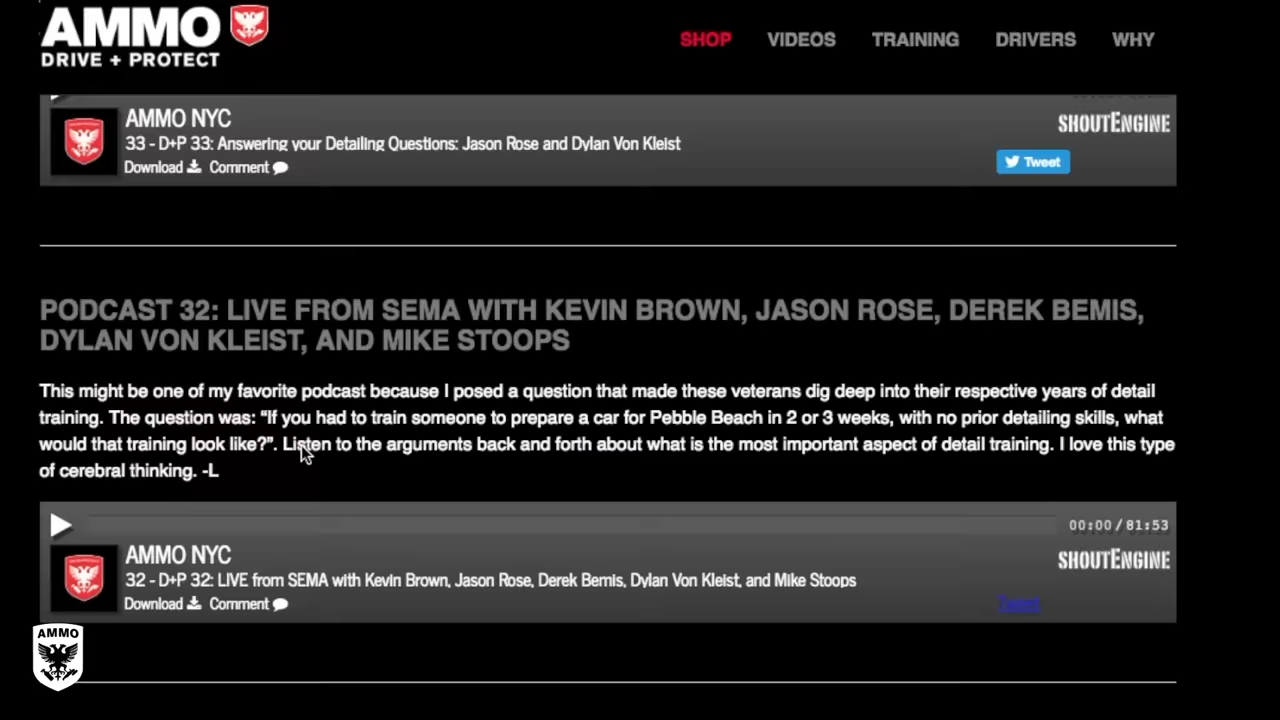 AMMO
DRIVE + PROTECT
SHOP VIDEOS TRAINING DRIVERS WHY
AMMO NYC
33 - D+P 33: Answering your Detailing Questions: Jason Rose and Dylan Von Kleist
Download Comment
SHOUTENGINE
Tweet
PODCAST 32: LIVE FROM SEMA WITH KEVIN BROWN, JASON ROSE, DEREK BEMIS,
DYLAN VON KLEIST, AND MIKE STOOPS
This might be one of my favorite podcast because I posed a question that made these veterans dig deep into their respective years of detail
training. The question was: “If you had to train someone to prepare a car for Pebble Beach in 2 or 3 weeks, with no prior detailing skills, what
would that training look like?”. Listen to the arguments back and forth about what is the most important aspect of detail training. I love this type
of cerebral thinking. -L
00:00 / 81:53
AMMO NYC
32 - D+P 32: LIVE from SEMA with Kevin Brown, Jason Rose, Derek Bemis, Dylan Von Kleist, and Mike Stoops
Download Comment
SHOUTENGINE
Tweet
AMMO